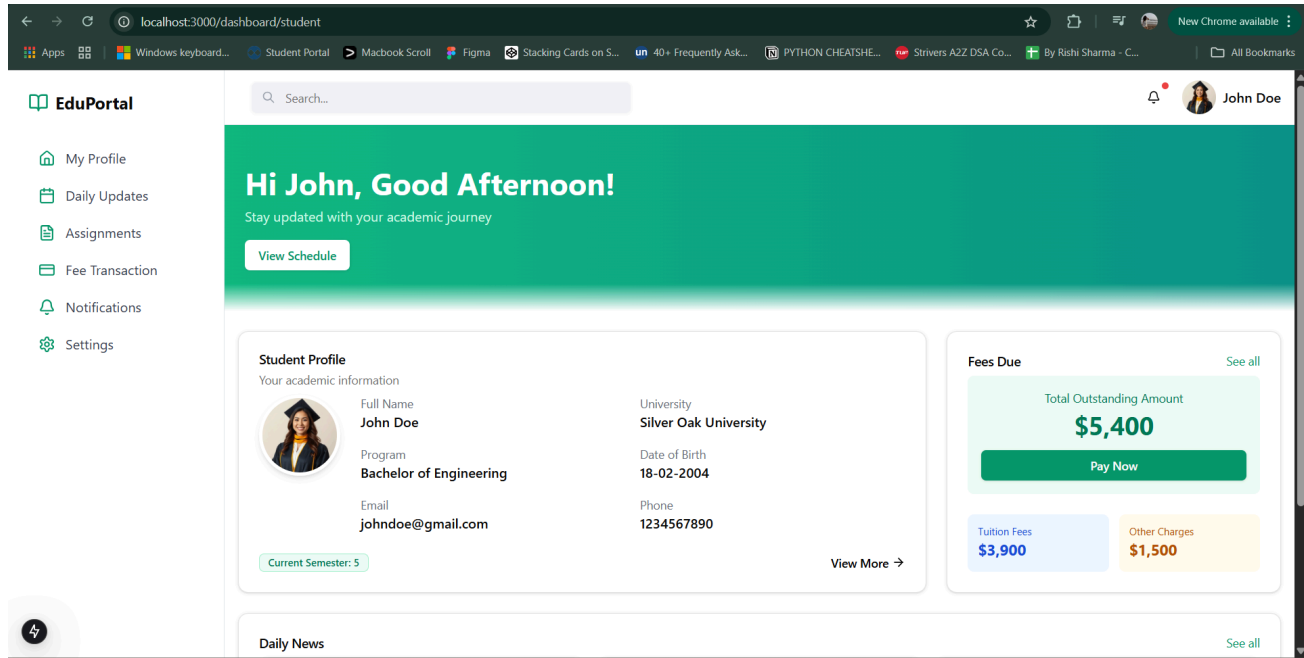 localhost:3000/dashboard/student
New Chrome available
Apps
Windows keyboard...
Student Portal
Macbook Scroll
Figma
Stacking Cards on S...
un 40+ Frequently Ask...
PYTHON CHEATSHE...
Strivers A2Z DSA Co...
By Rishi Sharma - C...
All Bookmarks
EduPortal
Search...
John Doe
My Profile
Daily Updates
Assignments
Fee Transaction
Notifications
Settings
Hi John, Good Afternoon!
Stay updated with your academic journey
View Schedule
Student Profile
Your academic information
Full Name
John Doe
University
Silver Oak University
Program
Bachelor of Engineering
Date of Birth
18-02-2004
Email
johndoe@gmail.com
Phone
1234567890
Current Semester: 5
View More →
Fees Due
See all
Total Outstanding Amount
$5,400
Pay Now
Tuition Fees
$3,900
Other Charges
$1,500
Daily News
See all